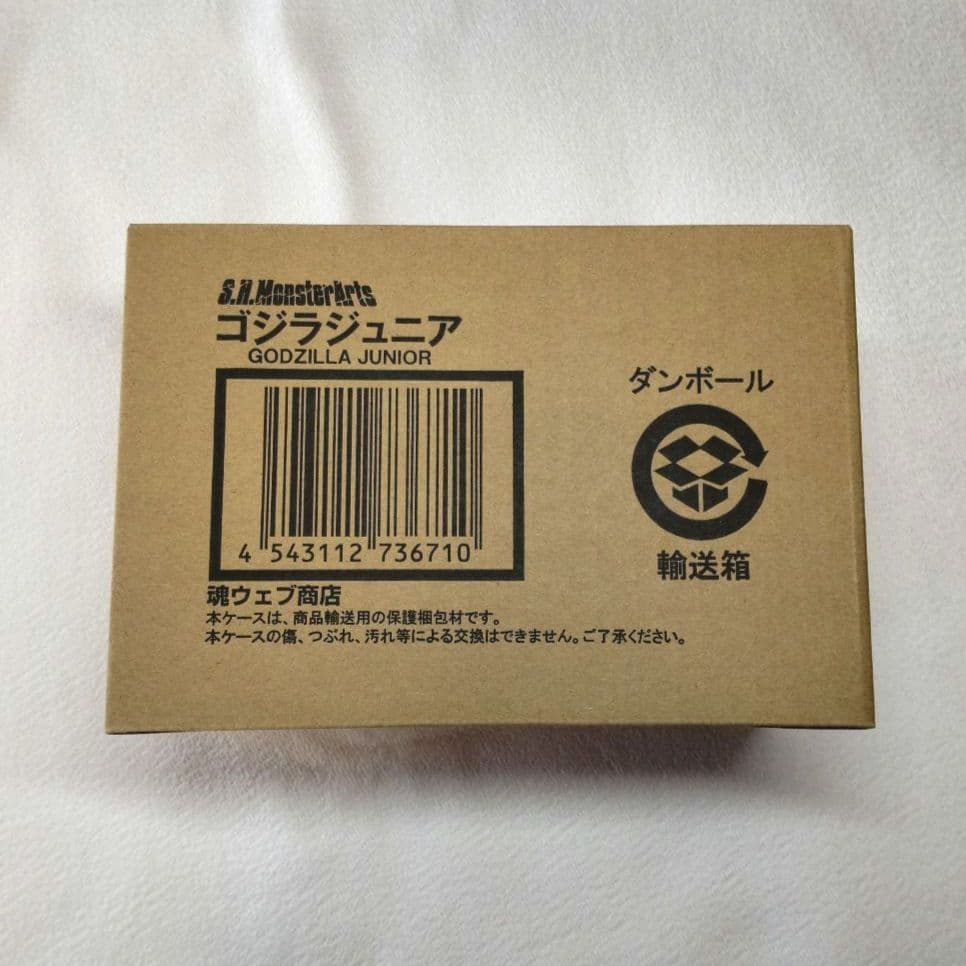 S.H.MonsterArts
ゴジラジュニア
GODZILLA JUNIOR
4 543112 736710
魂ウェブ商店
本ケースは、商品輸送用の保護梱包材です。
本ケースの傷、つぶれ、汚れ等による交換はできません。ご了承ください。
ダンボール
輸送箱